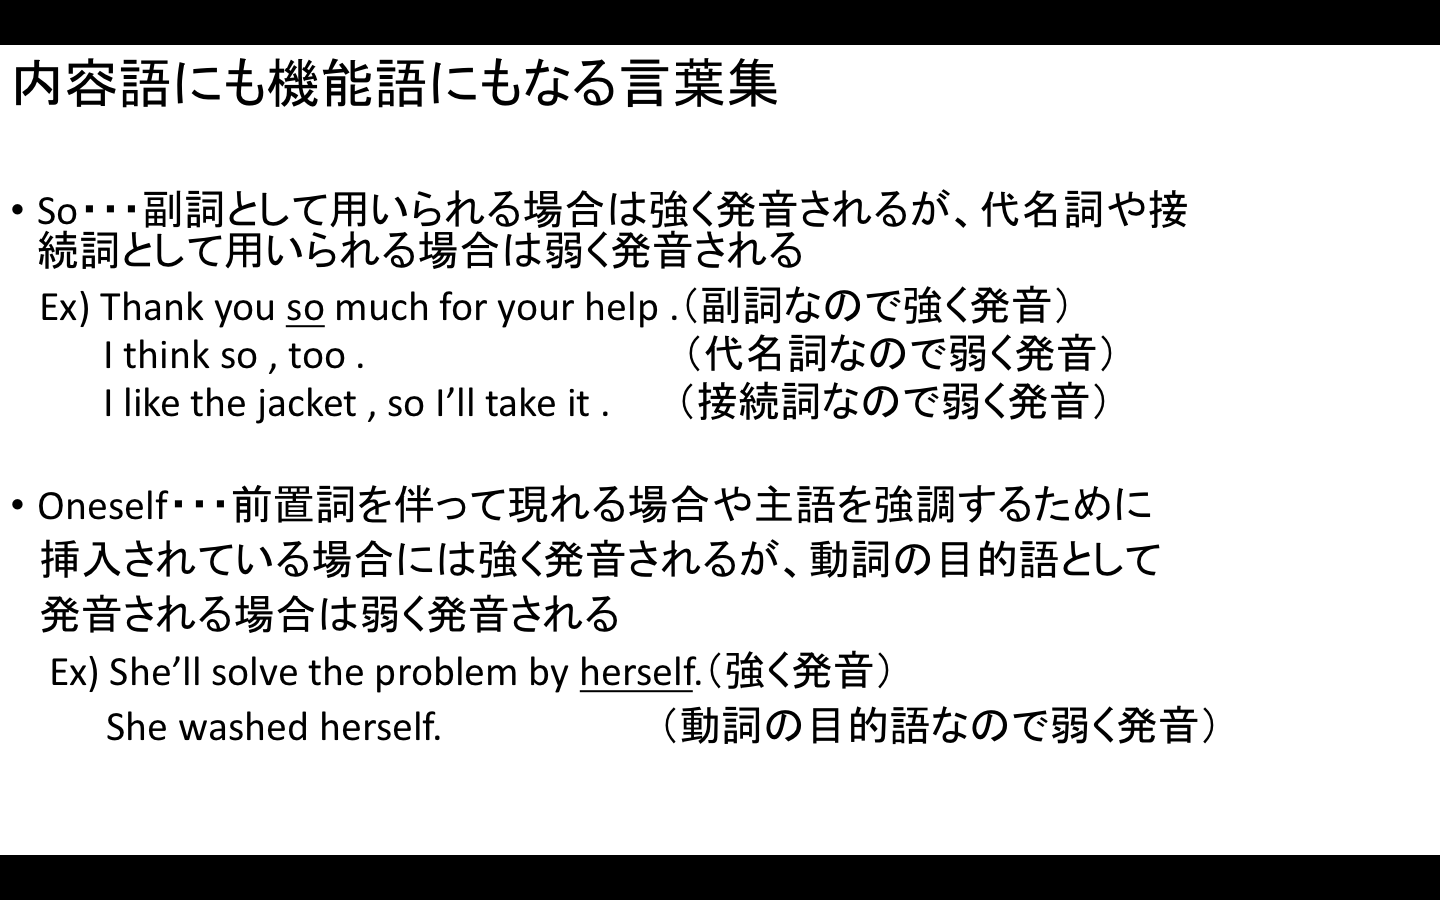 内容語にも機能語にもなる言葉集
• So・・・副詞として用いられる場合は強く発音されるが、代名詞や接
続詞として用いられる場合は弱く発音される
Ex) Thank you so much for your help .（副詞なので強く発音）
I think so , too . （代名詞なので弱く発音）
I like the jacket , so I’ll take it . （接続詞なので弱く発音）
• Oneself・・・前置詞を伴って現れる場合や主語を強調するために
挿入されている場合には強く発音されるが、動詞の目的語として
発音される場合は弱く発音される
Ex) She’ll solve the problem by herself.（強く発音）
She washed herself. （動詞の目的語なので弱く発音）